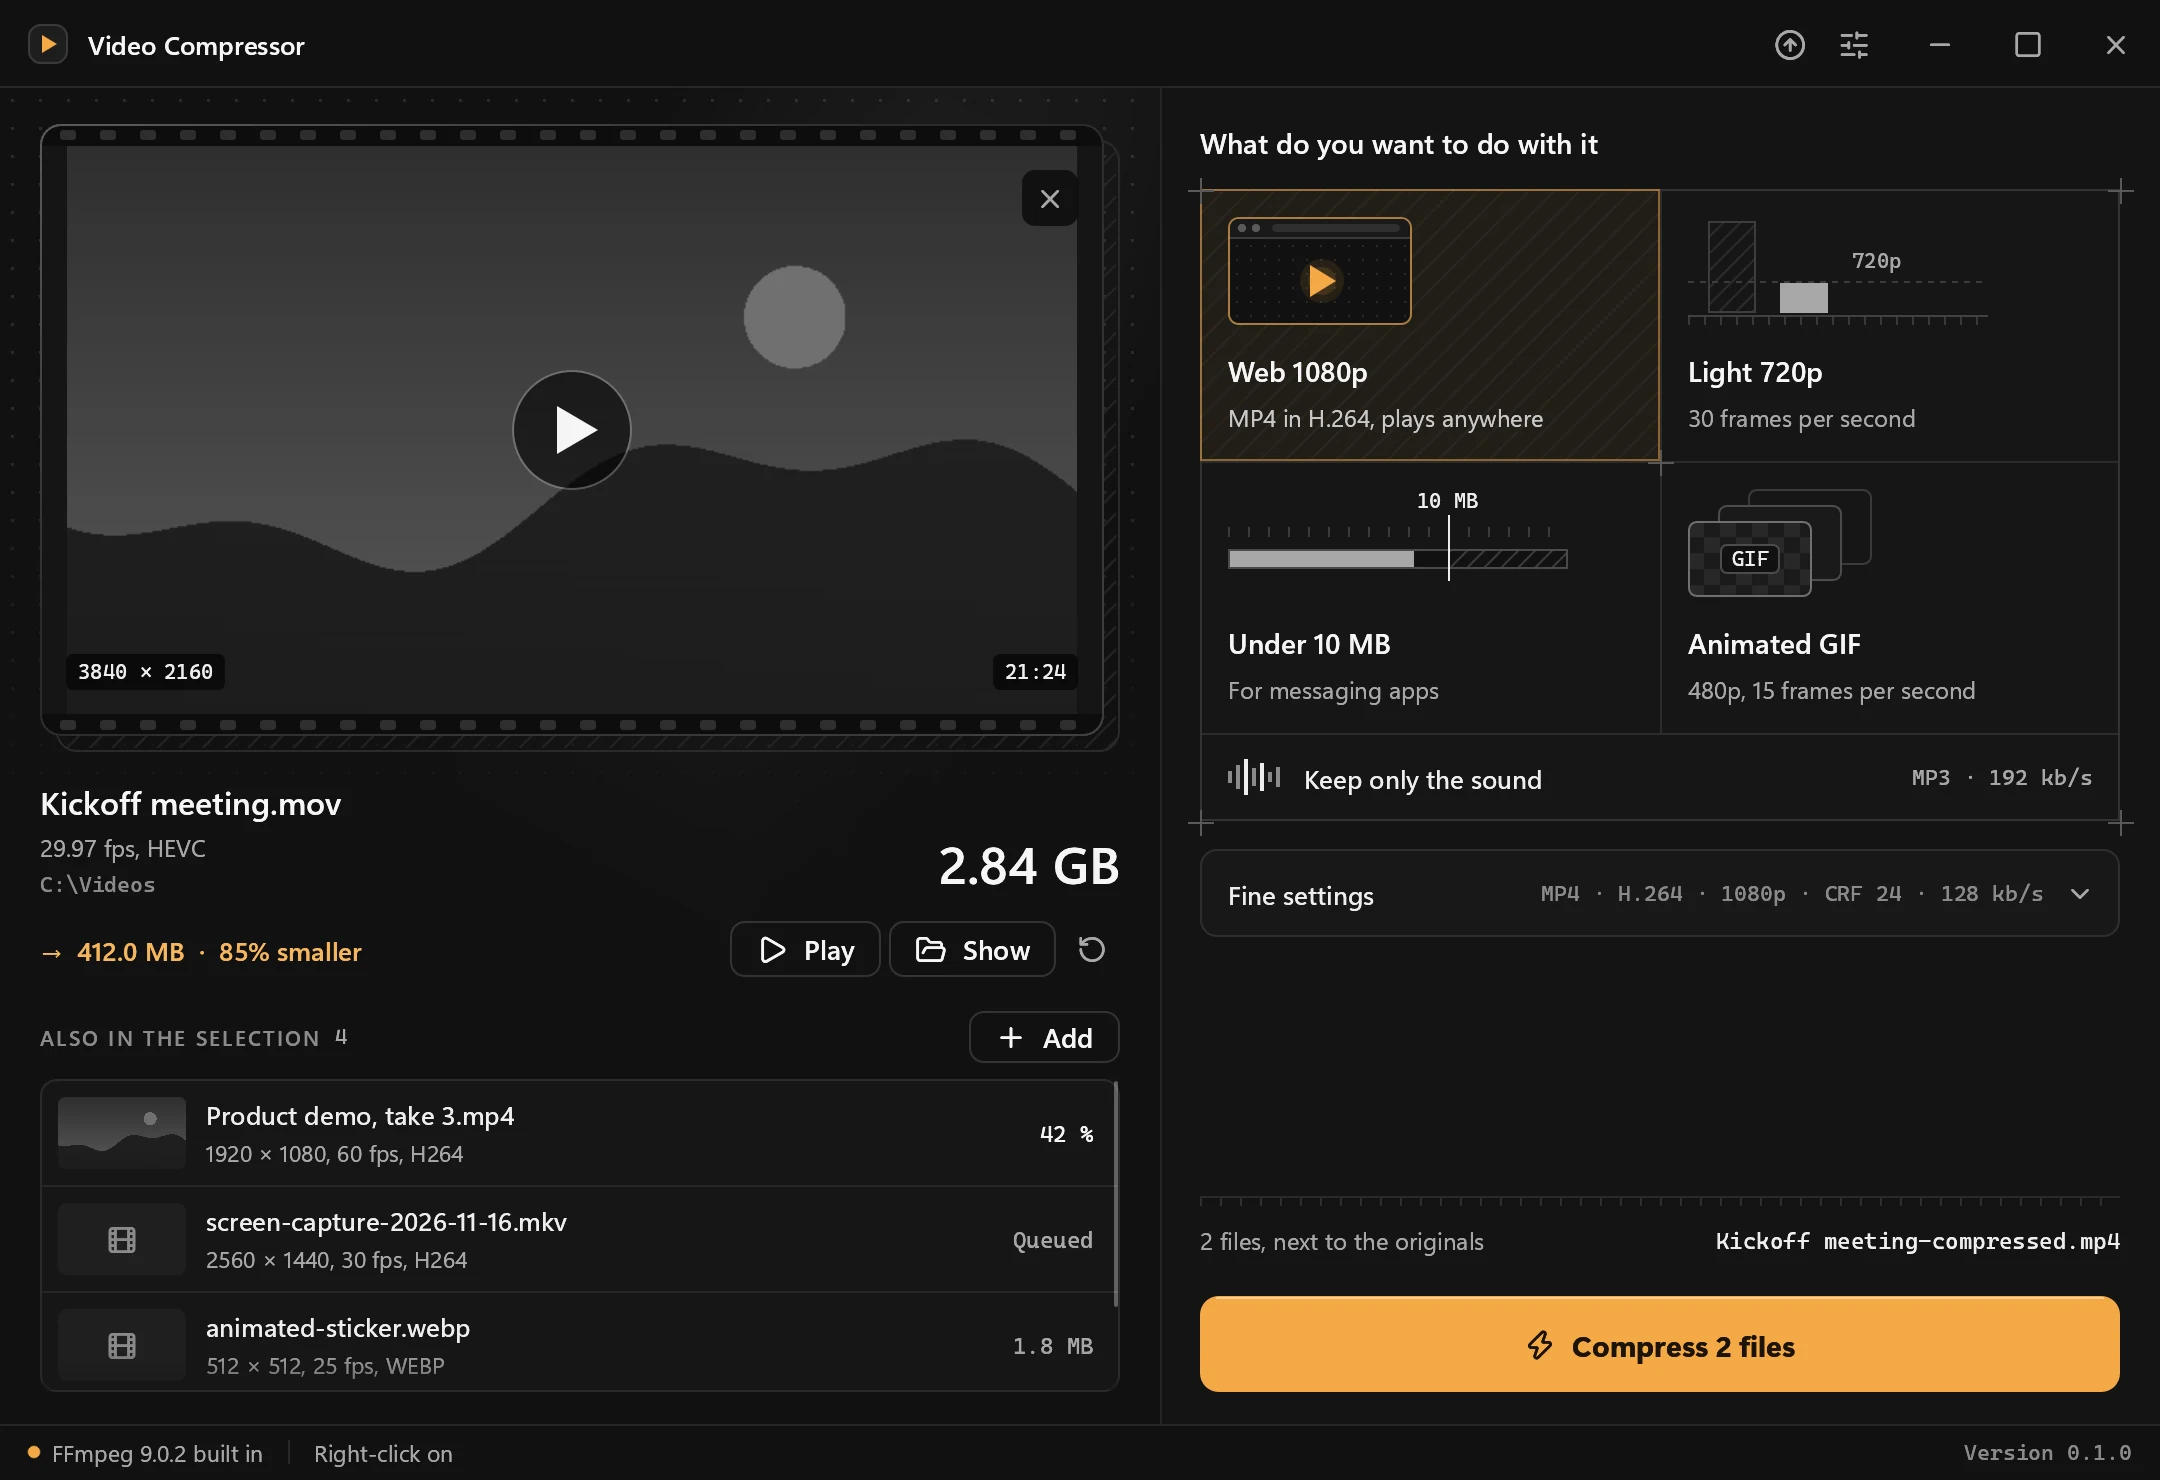 Video Compressor
3840 × 2160
21:24
Kickoff meeting.mov
29.97 fps, HEVC
C:\Videos
2.84 GB
→ 412.0 MB · 85% smaller
Play
Show
ALSO IN THE SELECTION 4
Add
Product demo, take 3.mp4
1920 × 1080, 60 fps, H264
42 %
screen-capture-2026-11-16.mkv
2560 × 1440, 30 fps, H264
Queued
animated-sticker.webp
512 × 512, 25 fps, WEBP
1.8 MB
What do you want to do with it
Web 1080p
MP4 in H.264, plays anywhere
720p
Light 720p
30 frames per second
10 MB
Under 10 MB
For messaging apps
GIF
Animated GIF
480p, 15 frames per second
Keep only the sound
MP3 · 192 kb/s
Fine settings
MP4 · H.264 · 1080p · CRF 24 · 128 kb/s
2 files, next to the originals
Kickoff meeting-compressed.mp4
Compress 2 files
FFmpeg 9.0.2 built in
Right-click on
Version 0.1.0